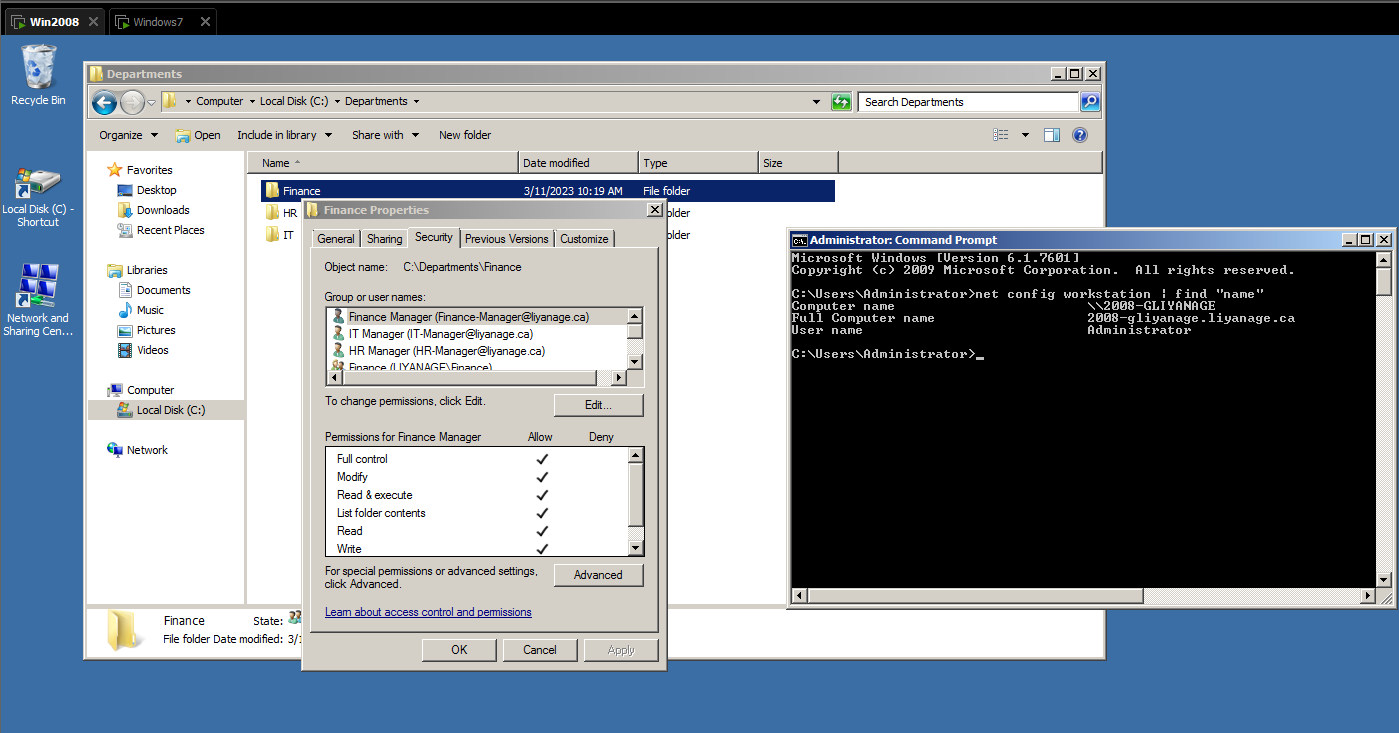 Win2008
Windows7
Recycle Bin
Local Disk (C) -
Shortcut
Network and
Sharing Cen...
Departments
Computer Local Disk (C:) Departments
Search Departments
Organize Open Include in library Share with New folder
Favorites
Desktop
Downloads
Recent Places
Libraries
Documents
Music
Pictures
Videos
Computer
Local Disk (C:)
Network
Name Date modified Type Size
Finance 3/11/2023 10:19 AM File folder
HR older
IT older
Finance State:
File folder Date modified: 3/1
Finance Properties
General Sharing Security Previous Versions Customize
Object name: C:\Departments\Finance
Group or user names:
Finance Manager (Finance-Manager@liyanage.ca)
IT Manager (IT-Manager@liyanage.ca)
HR Manager (HR-Manager@liyanage.ca)
Finance (LIYANAGE\Finance)
To change permissions, click Edit.
Edit...
Permissions for Finance Manager Allow Deny
Full control
Modify
Read & execute
List folder contents
Read
Write
For special permissions or advanced settings,
click Advanced.
Advanced
Learn about access control and permissions
OK Cancel Apply
Administrator: Command Prompt
Microsoft Windows [Version 6.1.7601]
Copyright (c) 2009 Microsoft Corporation. All rights reserved.
C:\Users\Administrator>net config workstation | find "name"
Computer name \\2008-GLIYANAGE
Full Computer name 2008-gliyanage.liyanage.ca
User name Administrator
C:\Users\Administrator>_